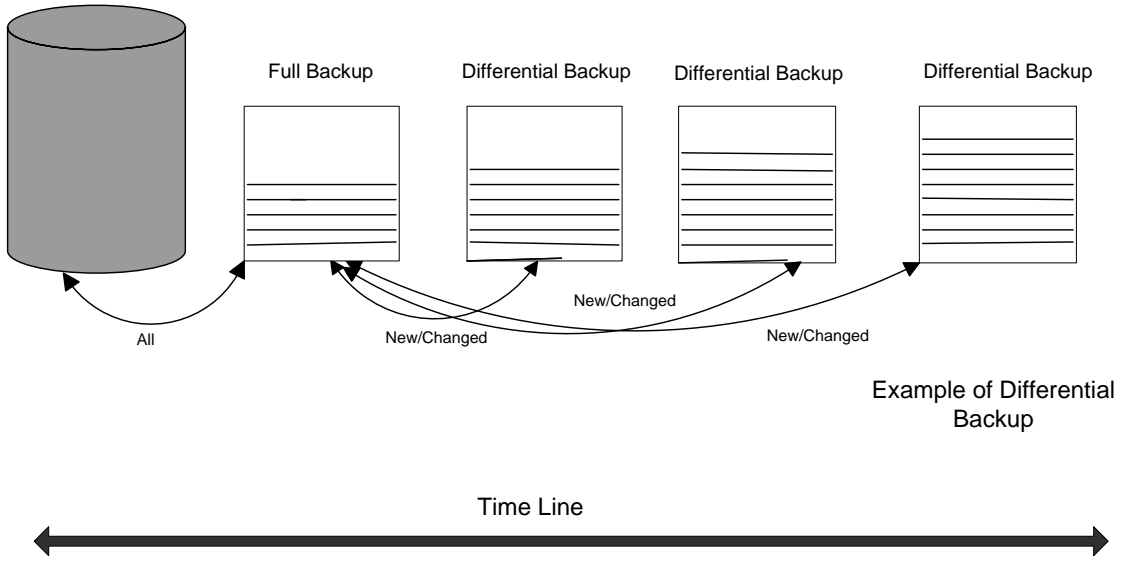 Full Backup
Differential Backup
Differential Backup
Differential Backup
All
New/Changed
New/Changed
New/Changed
Example of Differential
Backup
Time Line